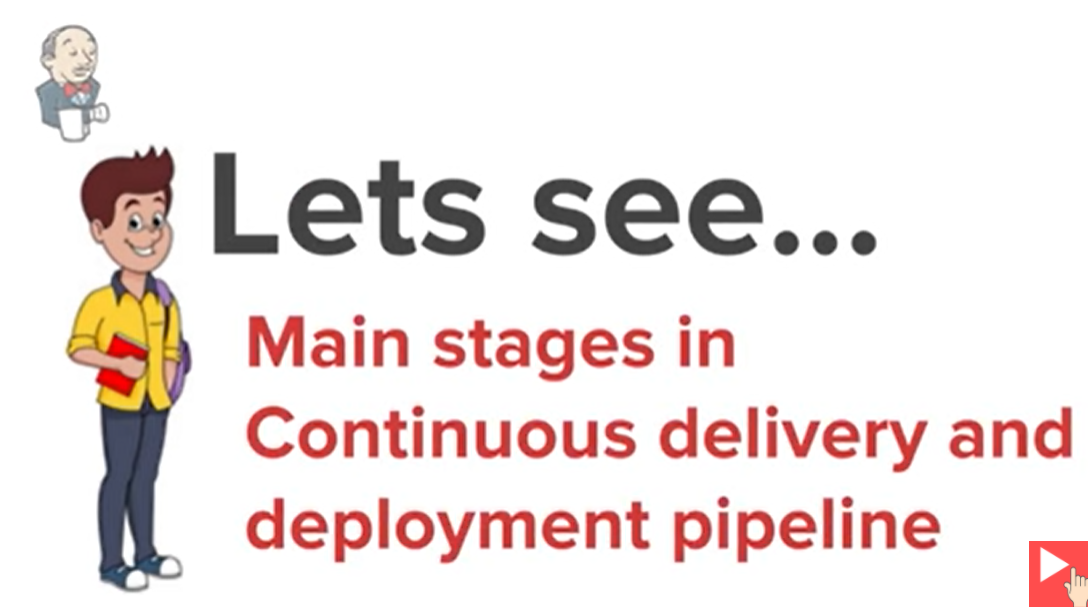 Lets see...
Main stages in
Continuous delivery and
deployment pipeline